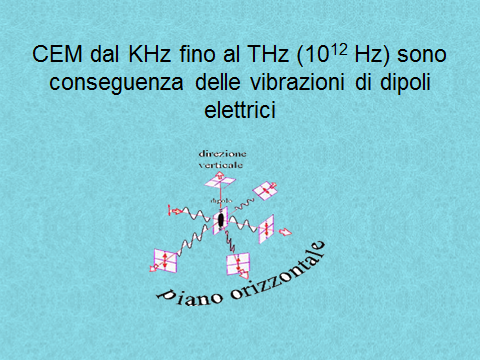 CEM dal KHz fino al THz (10¹² Hz) sono
conseguenza delle vibrazioni di dipoli
elettrici
direzione
verticale
dipolo
piano orizzontale